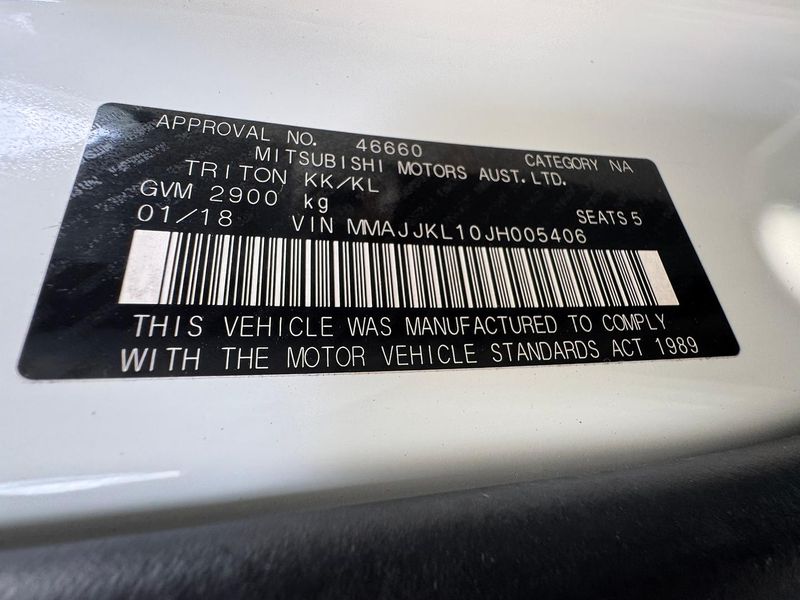 APPROVAL NO. 46660 CATEGORY NA
MITSUBISHI MOTORS AUST. LTD.
TRITON KK/KL
GVM 2900 kg SEATS 5
01/18 VIN MMAJJKL10JH005406
THIS VEHICLE WAS MANUFACTURED TO COMPLY
WITH THE MOTOR VEHICLE STANDARDS ACT 1989